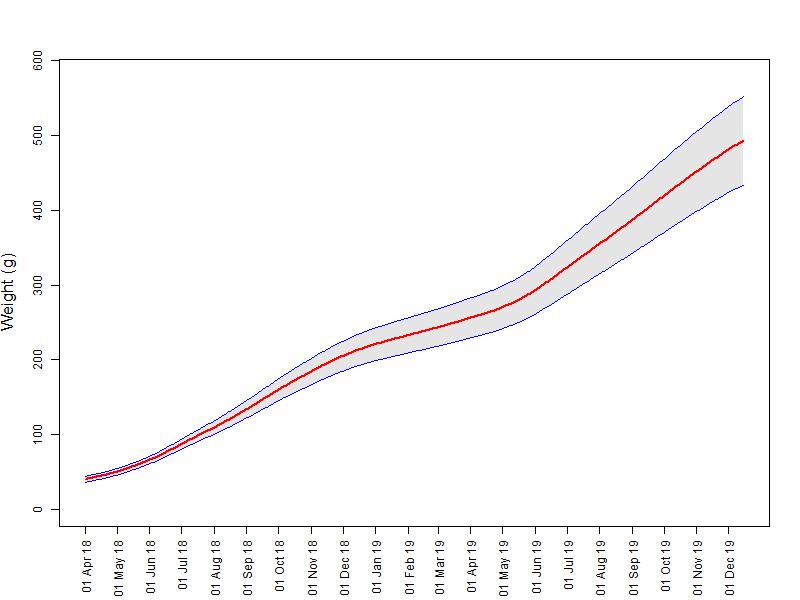 Weight (g)
600
500
400
300
200
100
0
01 Apr 18
01 May 18
01 Jun 18
01 Jul 18
01 Aug 18
01 Sep 18
01 Oct 18
01 Nov 18
01 Dec 18
01 Jan 19
01 Feb 19
01 Mar 19
01 Apr 19
01 May 19
01 Jun 19
01 Jul 19
01 Aug 19
01 Sep 19
01 Oct 19
01 Nov 19
01 Dec 19